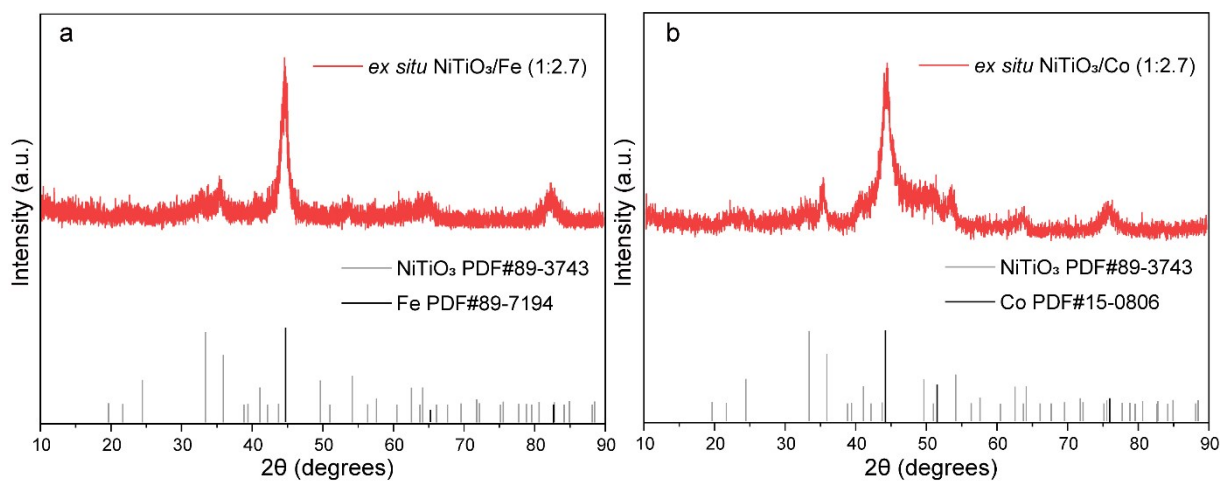 a
ex situ NiTiO₃/Fe (1:2.7)
Intensity (a.u.)
NiTiO₃ PDF#89-3743
Fe PDF#89-7194
10 20 30 40 50 60 70 80 90
2θ (degrees)
b
ex situ NiTiO₃/Co (1:2.7)
Intensity (a.u.)
NiTiO₃ PDF#89-3743
Co PDF#15-0806
10 20 30 40 50 60 70 80 90
2θ (degrees)